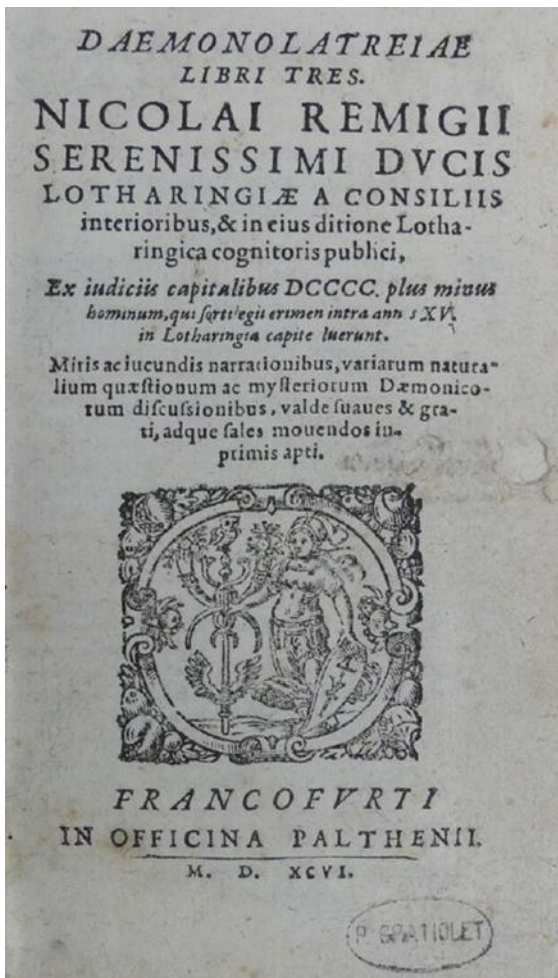 DAEMONOLATREIAE
LIBRI TRES.
NICOLAI REMIGII
SERENISSIMI DVCIS
LOTHARINGIÆ A CONSILIIS
interioribus, & in eius ditione Lotha-
ringica cognitoris publici,
Ex iudiciis capitalibus DCCCC. plus minus
hominum, qui sortilegii crimen intra annos XV.
in Lotharingia capite luerunt.
Miris ac iucundis narrationibus, variarum natura-
lium quæstionum ac mysteriorum Dæmonico-
rum discussionibus, valde suaues & gra-
ti, adque sales mouendos in-
primis apti.
FRANCOFVRTI
IN OFFICINA PALTHENII.
M. D. XCVI.
P. GRATIOLET